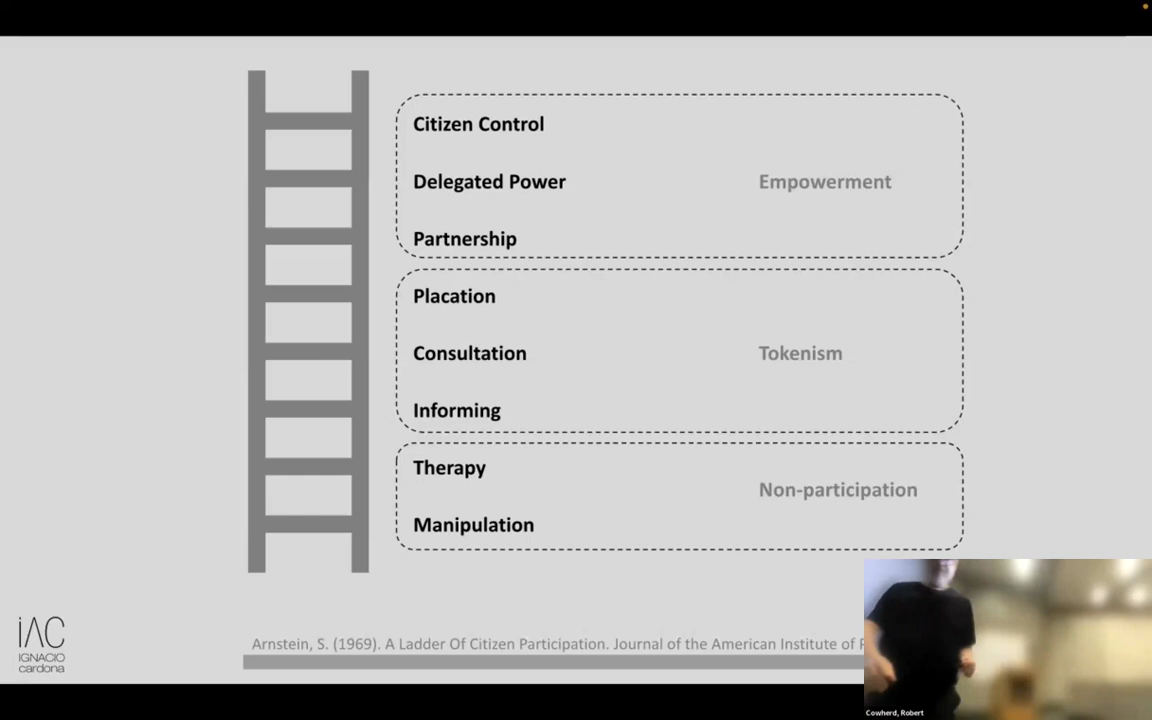 Citizen Control
Delegated Power
Empowerment
Partnership
Placation
Consultation
Tokenism
Informing
Therapy
Non-participation
Manipulation
iAC
IGNACIO
cardona
Arnstein, S. (1969). A Ladder Of Citizen Participation. Journal of the American Institute of
Cowherd, Robert